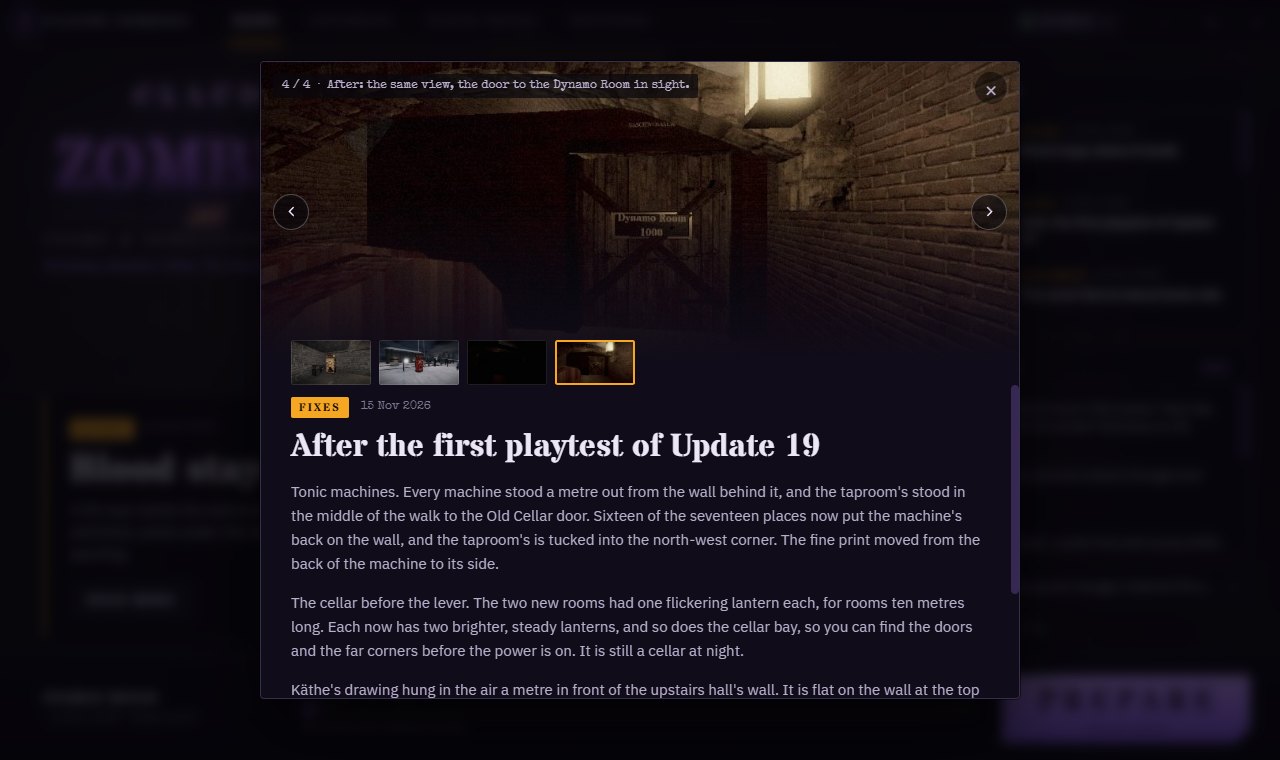 4 / 4 · After: the same view, the door to the Dynamo Room in sight.
Dynamo Room
1000
FIXES 15 Nov 2026
After the first playtest of Update 19
Tonic machines. Every machine stood a metre out from the wall behind it, and the taproom's stood in
the middle of the walk to the Old Cellar door. Sixteen of the seventeen places now put the machine's
back on the wall, and the taproom's is tucked into the north-west corner. The fine print moved from the
back of the machine to its side.
The cellar before the lever. The two new rooms had one flickering lantern each, for rooms ten metres
long. Each now has two brighter, steady lanterns, and so does the cellar bay, so you can find the doors
and the far corners before the power is on. It is still a cellar at night.
Käthe's drawing hung in the air a metre in front of the upstairs hall's wall. It is flat on the wall at the top